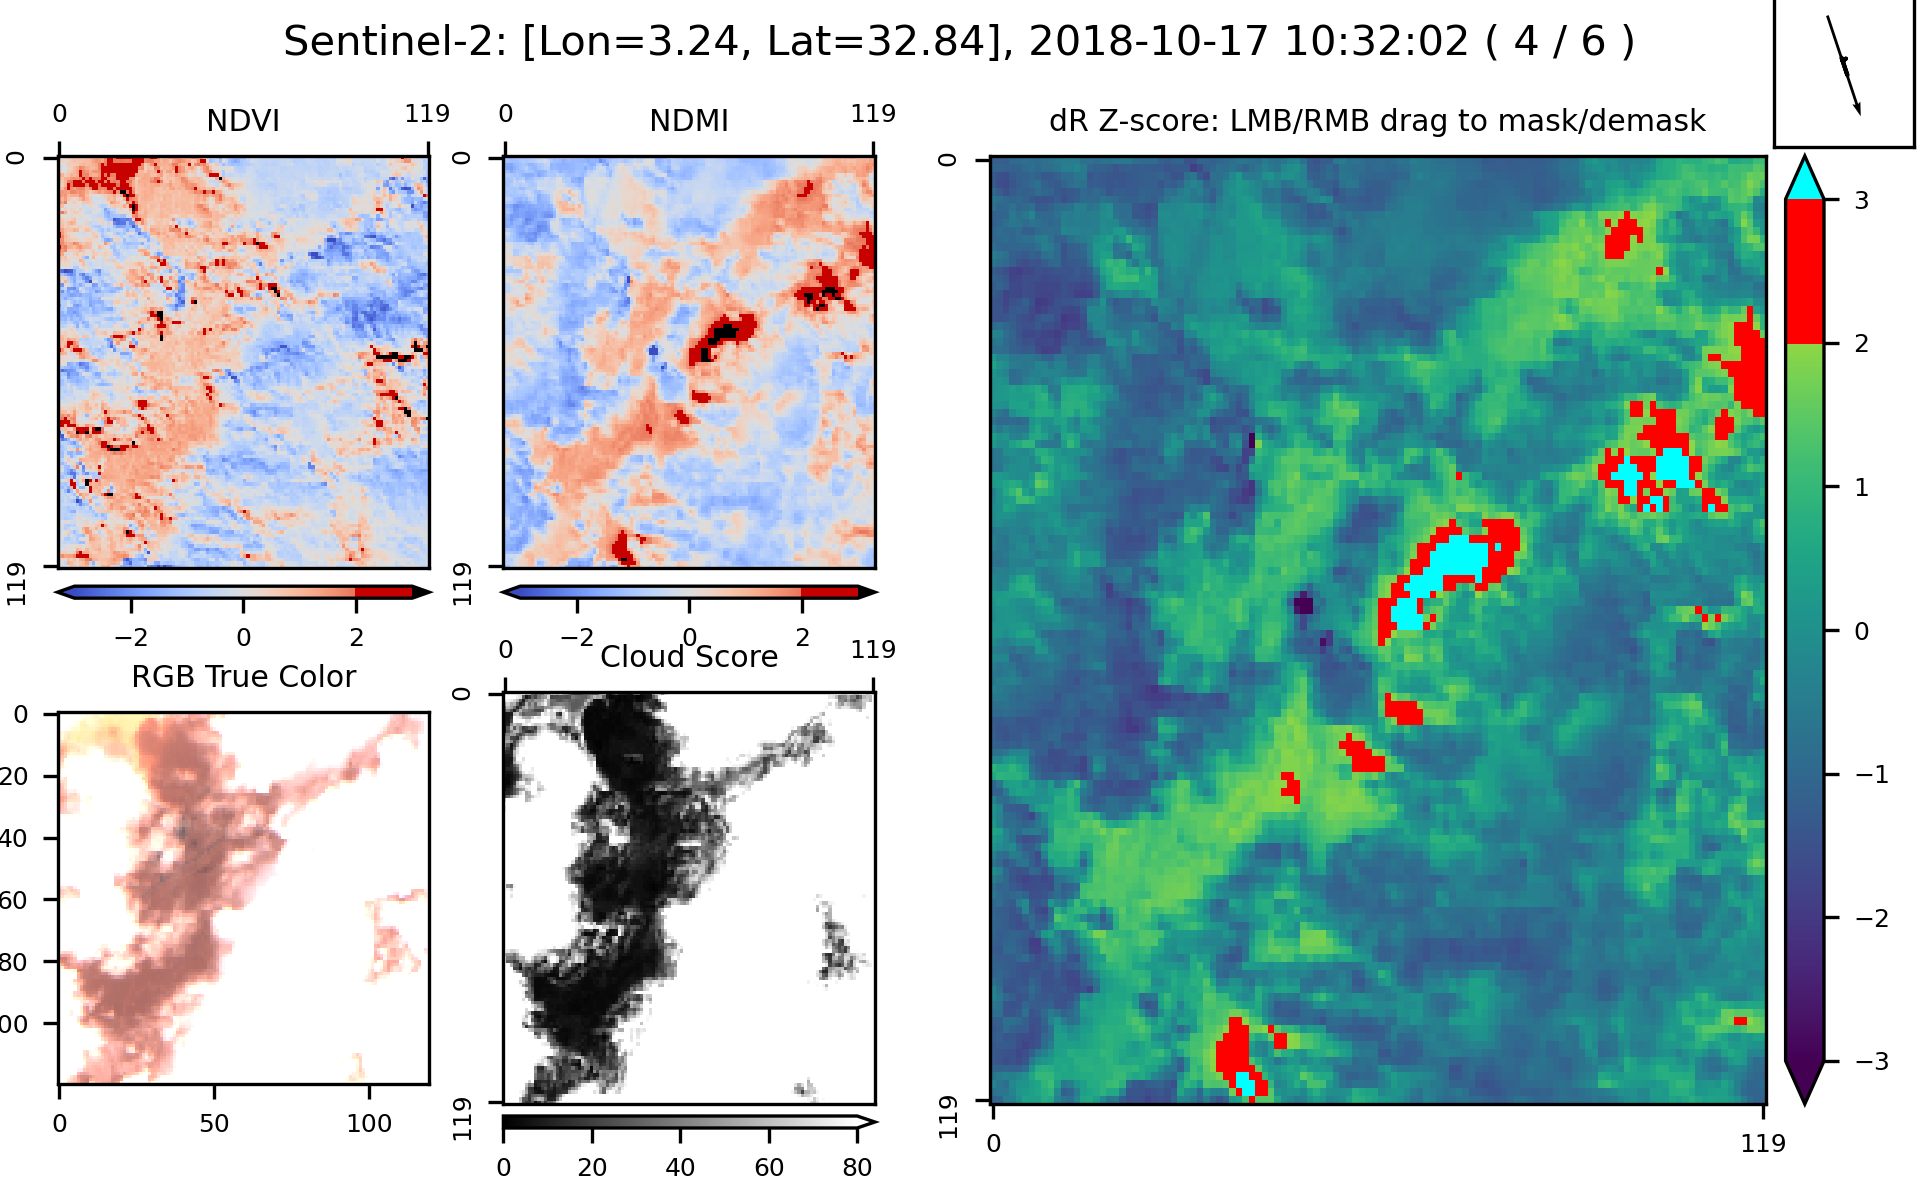 Sentinel-2: [Lon=3.24, Lat=32.84], 2018-10-17 10:32:02 ( 4 / 6 )
NDVI
0 119
0
119
−2 0 2
NDMI
0 119
0
119
−2 0 2
RGB True Color
0
20
40
60
80
00
0 50 100
Cloud Score
0 119
0
119
0 20 40 60 80
dR Z-score: LMB/RMB drag to mask/demask
0
119
0 119
3
2
1
0
−1
−2
−3